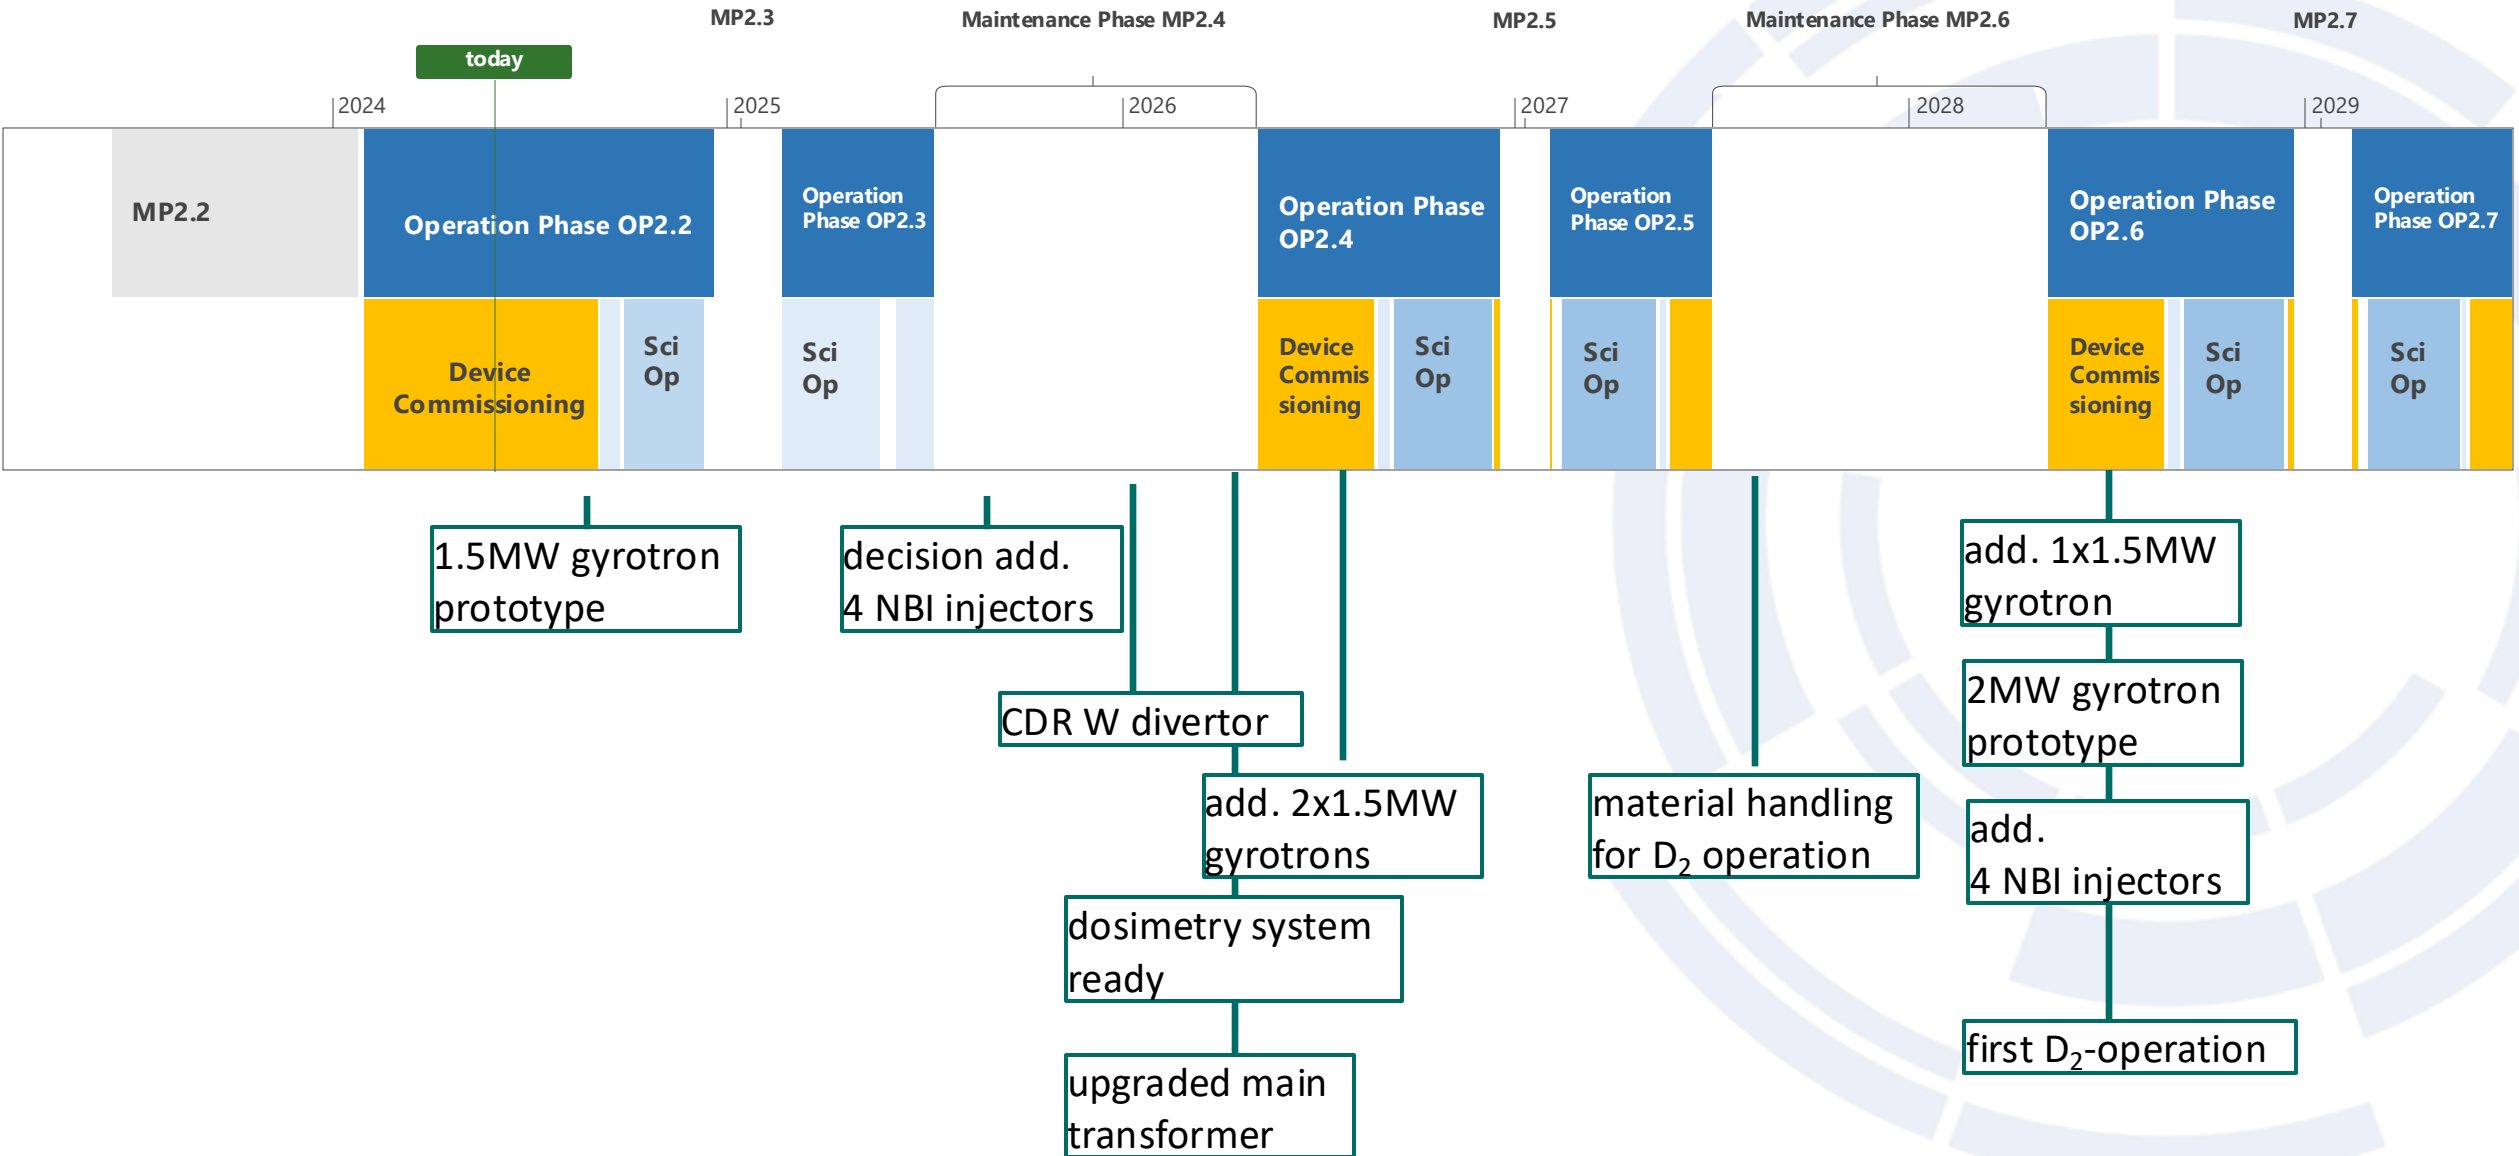 MP2.3
Maintenance Phase MP2.4
MP2.5
Maintenance Phase MP2.6
MP2.7
today
2024
2025
2026
2027
2028
2029
MP2.2
Operation Phase OP2.2
Operation
Phase OP2.3
Operation Phase
OP2.4
Operation
Phase OP2.5
Operation Phase
OP2.6
Operation
Phase OP2.7
Device
Commissioning
Sci
Op
Sci
Op
Device
Commis
sioning
Sci
Op
Sci
Op
Device
Commis
sioning
Sci
Op
Sci
Op
1.5MW gyrotron
prototype
decision add.
4 NBI injectors
CDR W divertor
add. 2x1.5MW
gyrotrons
dosimetry system
ready
upgraded main
transformer
material handling
for D₂ operation
add. 1x1.5MW
gyrotron
2MW gyrotron
prototype
add.
4 NBI injectors
first D₂-operation